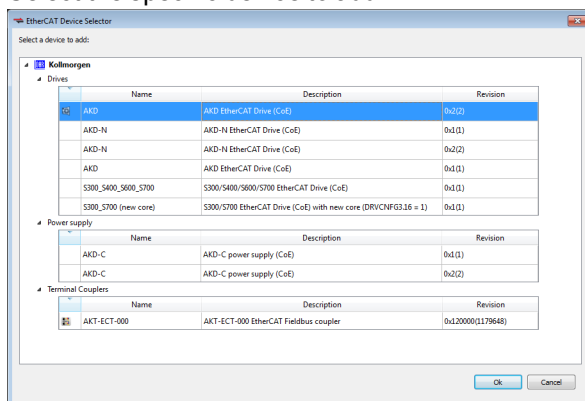 EtherCAT Device Selector
Select a device to add:
Kollmorgen
Drives
Name Description Revision
AKD AKD EtherCAT Drive (CoE) 0x2(2)
AKD-N AKD-N EtherCAT Drive (CoE) 0x1(1)
AKD-N AKD-N EtherCAT Drive (CoE) 0x2(2)
AKD AKD EtherCAT Drive (CoE) 0x1(1)
S300_S400_S600_S700 S300/S400/S600/S700 EtherCAT Drive (CoE) 0x1(1)
S300_S700 (new core) S300/S700 EtherCAT Drive (CoE) with new core (DRVCNFG3.16 = 1) 0x1(1)
Power supply
Name Description Revision
AKD-C AKD-C power supply (CoE) 0x1(1)
AKD-C AKD-C power supply (CoE) 0x2(2)
Terminal Couplers
Name Description Revision
AKT-ECT-000 AKT-ECT-000 EtherCAT Fieldbus coupler 0x120000(1179648)
Ok Cancel